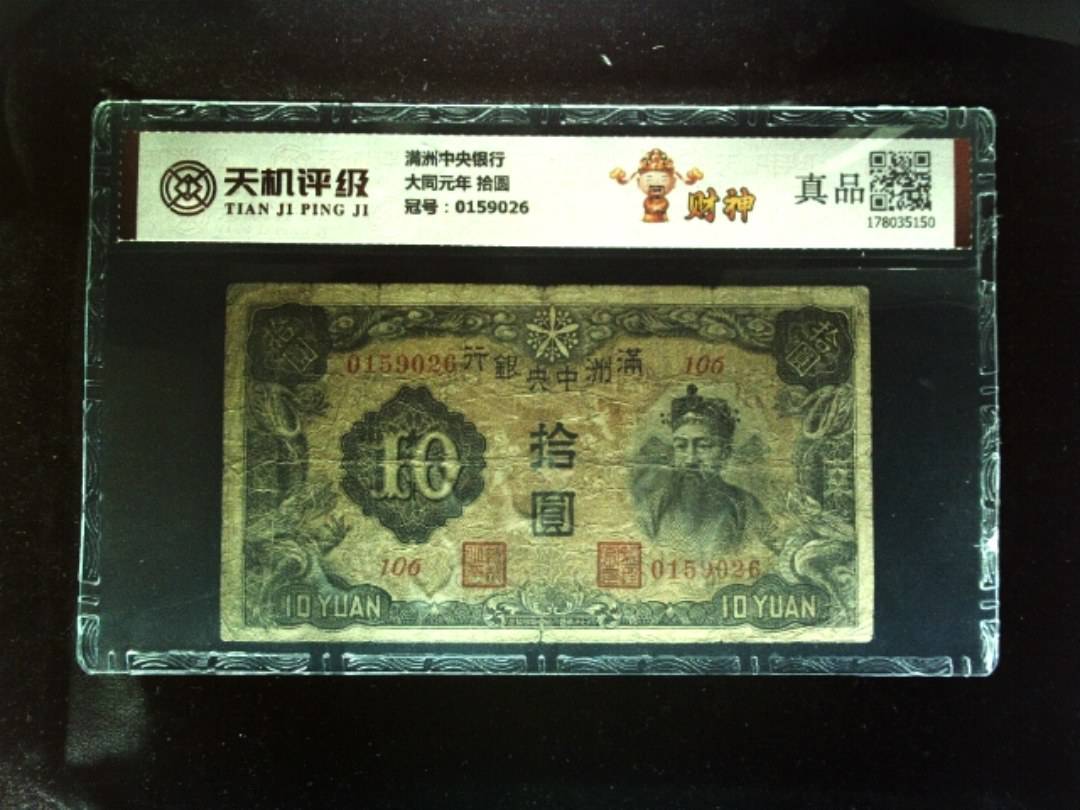 天机评级
TIAN JI PING JI
满洲中央银行
大同元年 拾圆
冠号：0159026
财神
真品
178035150
拾圓
拾圓
0159026
行銀央中洲滿
106
10
拾
圓
106
0159026
10 YUAN
10 YUAN